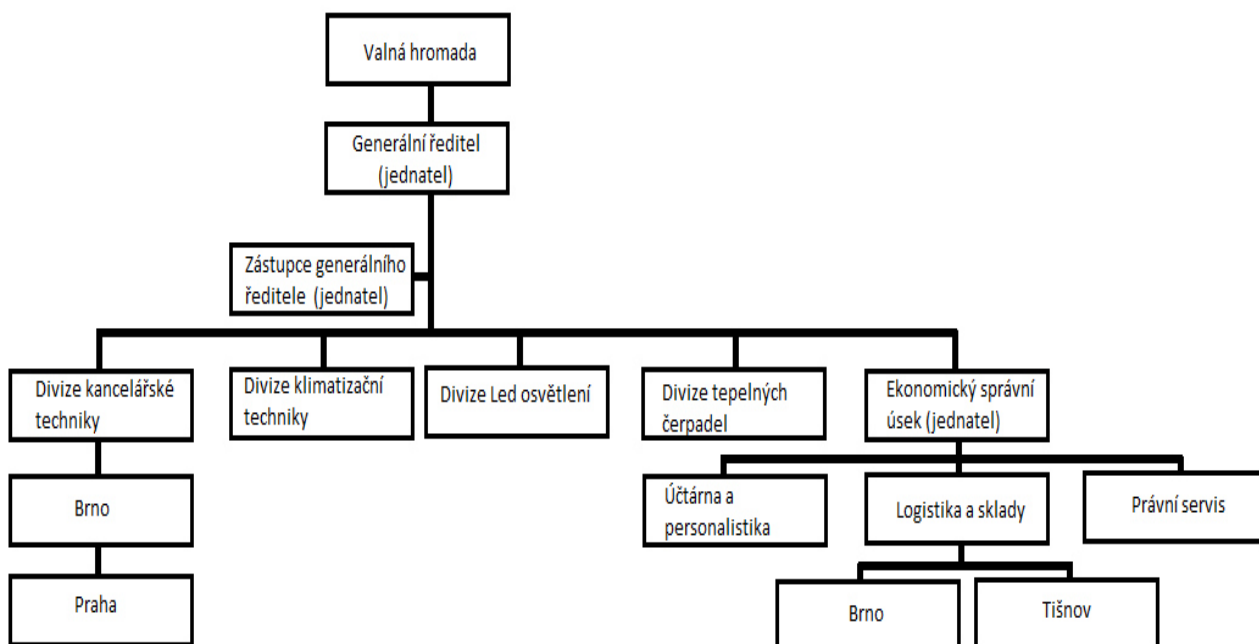 Valná hromada
Generální ředitel
(jednatel)
Zástupce generálního
ředitele (jednatel)
Divize kancelářské
techniky
Divize klimatizační
techniky
Divize Led osvětlení
Divize tepelných
čerpadel
Ekonomický správní
úsek (jednatel)
Brno
Praha
Účtárna a
personalistika
Logistika a sklady
Právní servis
Brno
Tišnov